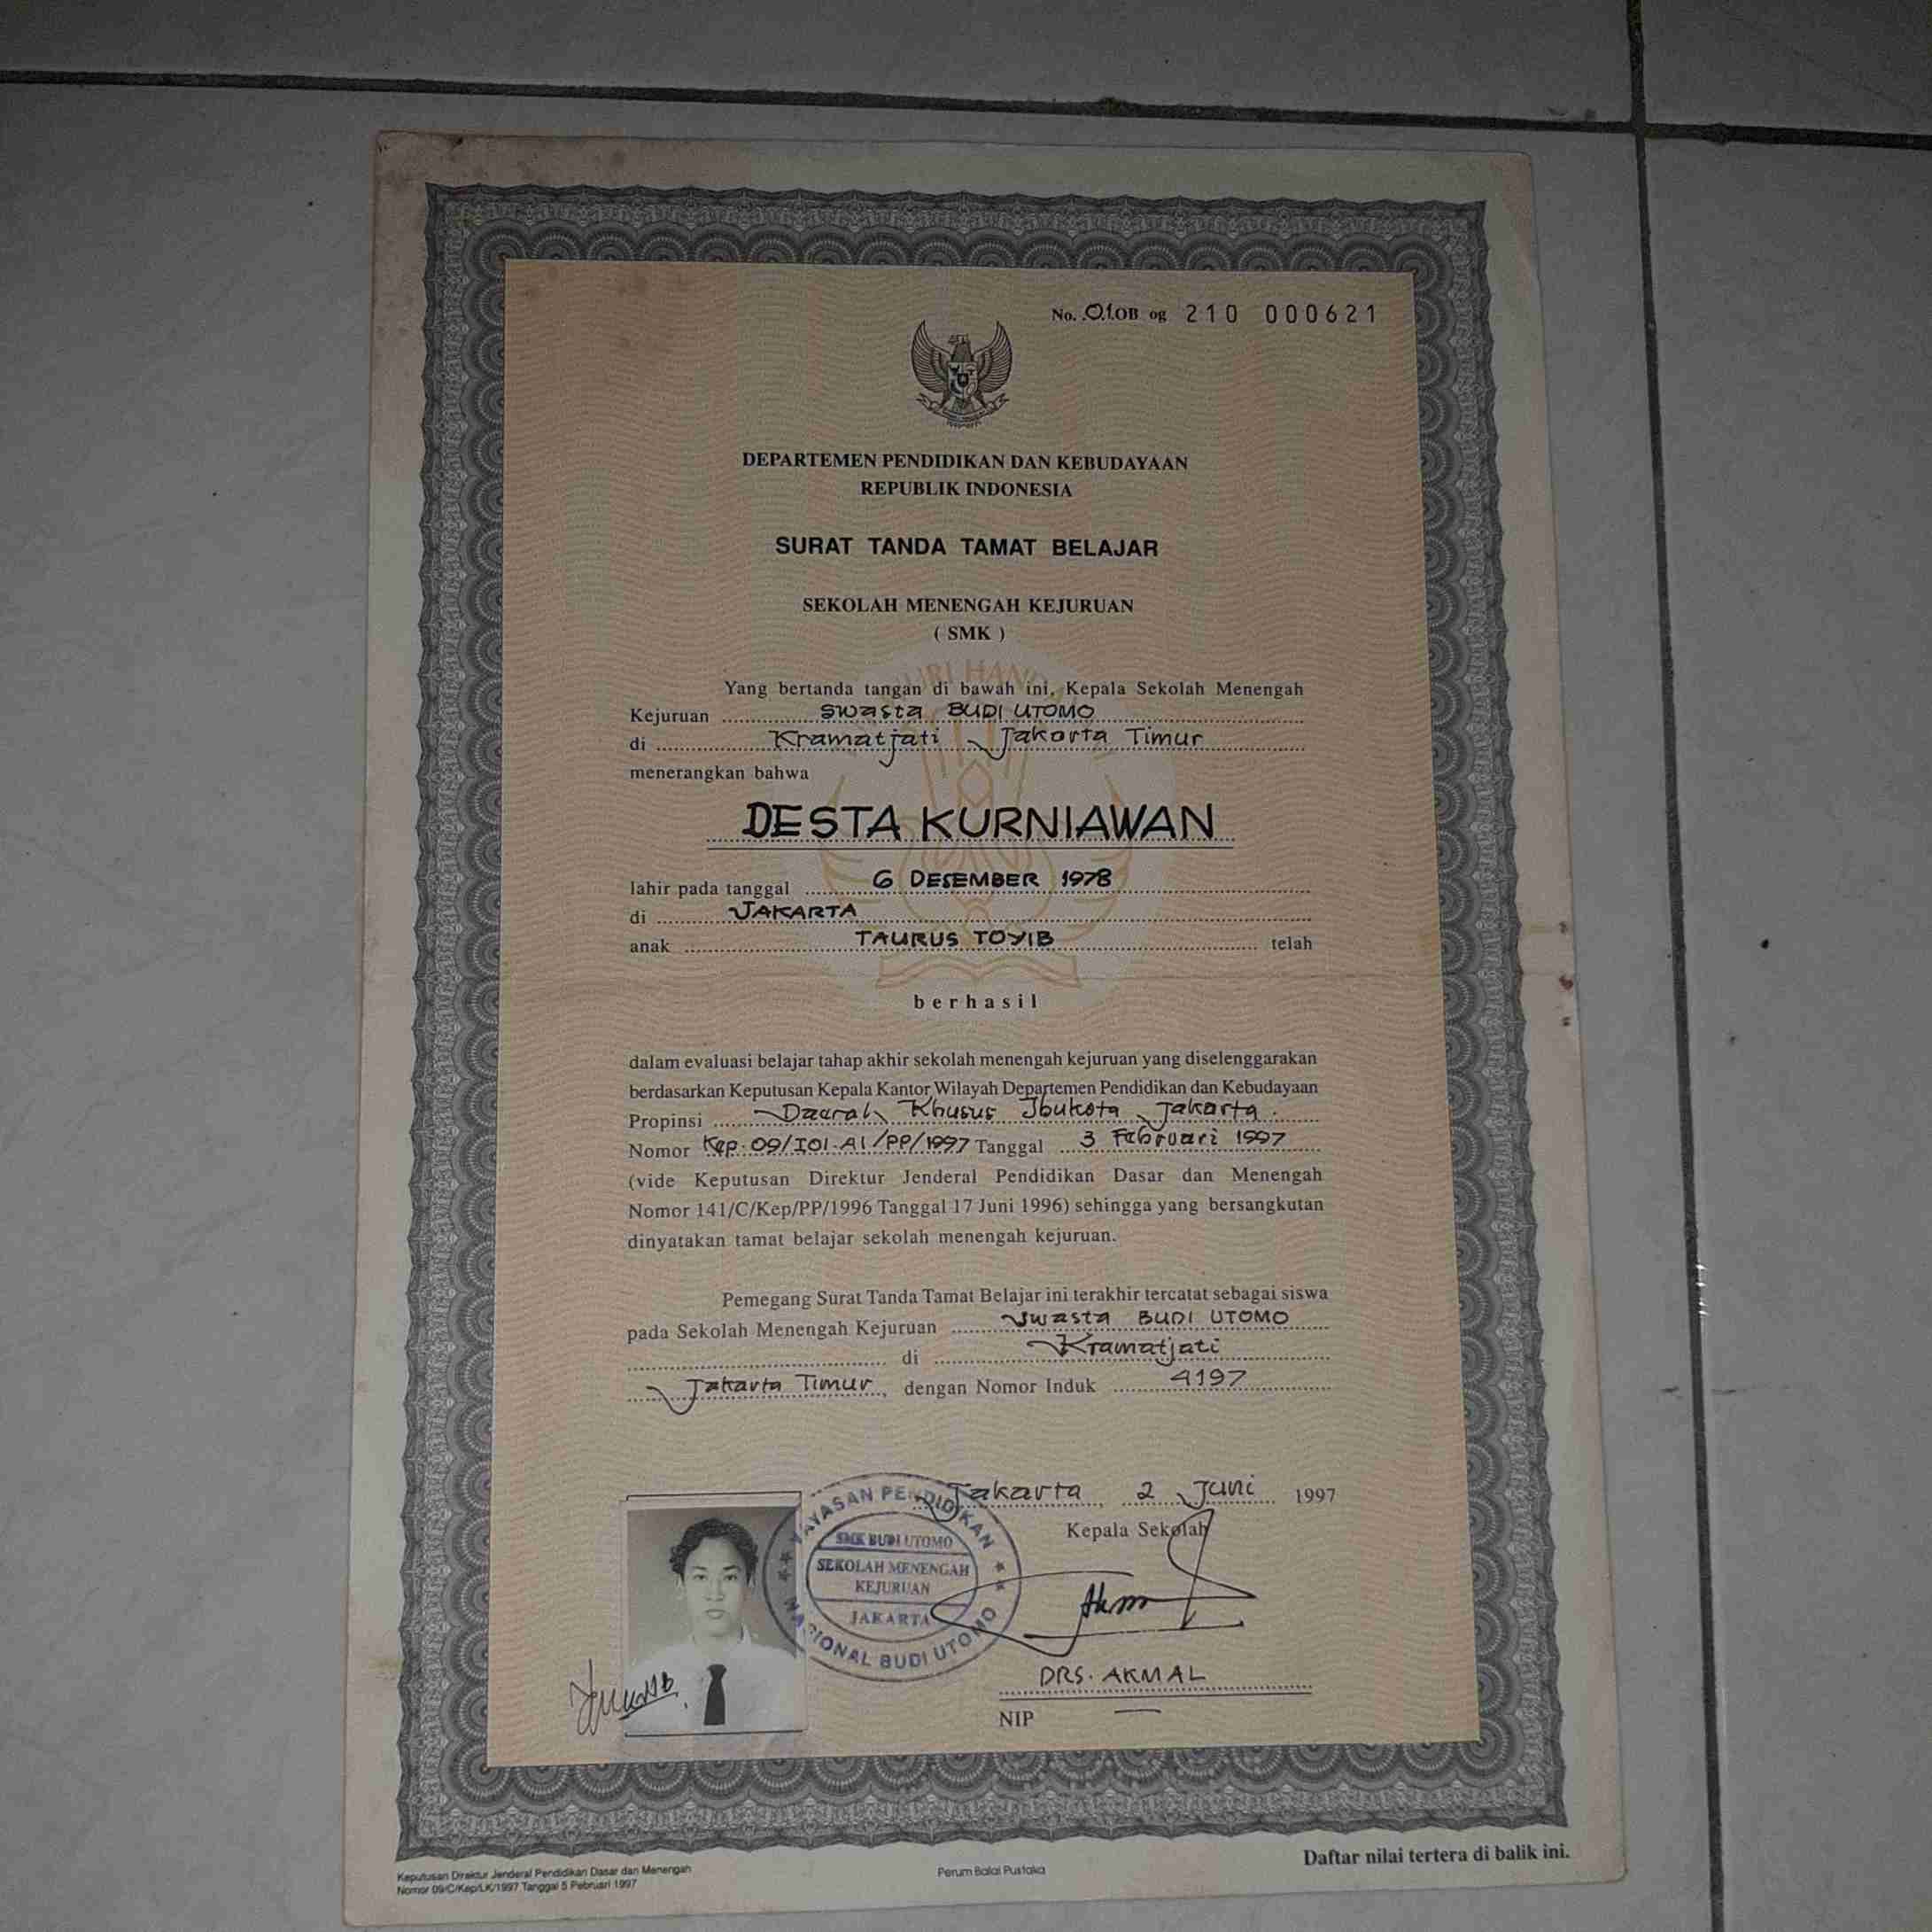 No. 01 OB og 210 000621
DEPARTEMEN PENDIDIKAN DAN KEBUDAYAAN
REPUBLIK INDONESIA
SURAT TANDA TAMAT BELAJAR
SEKOLAH MENENGAH KEJURUAN
( SMK )
Yang bertanda tangan di bawah ini, Kepala Sekolah Menengah
Kejuruan Swasta BUDI UTOMO
di Kramatjati Jakarta Timur
menerangkan bahwa
DESTA KURNIAWAN
lahir pada tanggal 6 DESEMBER 1978
di JAKARTA
anak TAURUS TOYIB telah
berhasil
dalam evaluasi belajar tahap akhir sekolah menengah kejuruan yang diselenggarakan
berdasarkan Keputusan Kepala Kantor Wilayah Departemen Pendidikan dan Kebudayaan
Propinsi Daerah Khusus Ibukota Jakarta.
Nomor Kep. 09/I01.A1/PP/1997 Tanggal 3 Februari 1997
(vide Keputusan Direktur Jenderal Pendidikan Dasar dan Menengah
Nomor 141/C/Kep/PP/1996 Tanggal 17 Juni 1996) sehingga yang bersangkutan
dinyatakan tamat belajar sekolah menengah kejuruan.
Pemegang Surat Tanda Tamat Belajar ini terakhir tercatat sebagai siswa
pada Sekolah Menengah Kejuruan Swasta BUDI UTOMO
di Kramatjati
Jakarta Timur, dengan Nomor Induk 4197
Jakarta, 2 Juni 1997
Kepala Sekolah
YAYASAN PENDIDIKAN
NASIONAL BUDI UTOMO
SMK BUDI UTOMO
SEKOLAH MENENGAH
KEJURUAN
JAKARTA
DRS. AKMAL
NIP —
Daftar nilai tertera di balik ini.
Keputusan Direktur Jenderal Pendidikan Dasar dan Menengah
Nomor 09/C/Kep/LK/1997 Tanggal 5 Pebruari 1997
Perum Balai Pustaka